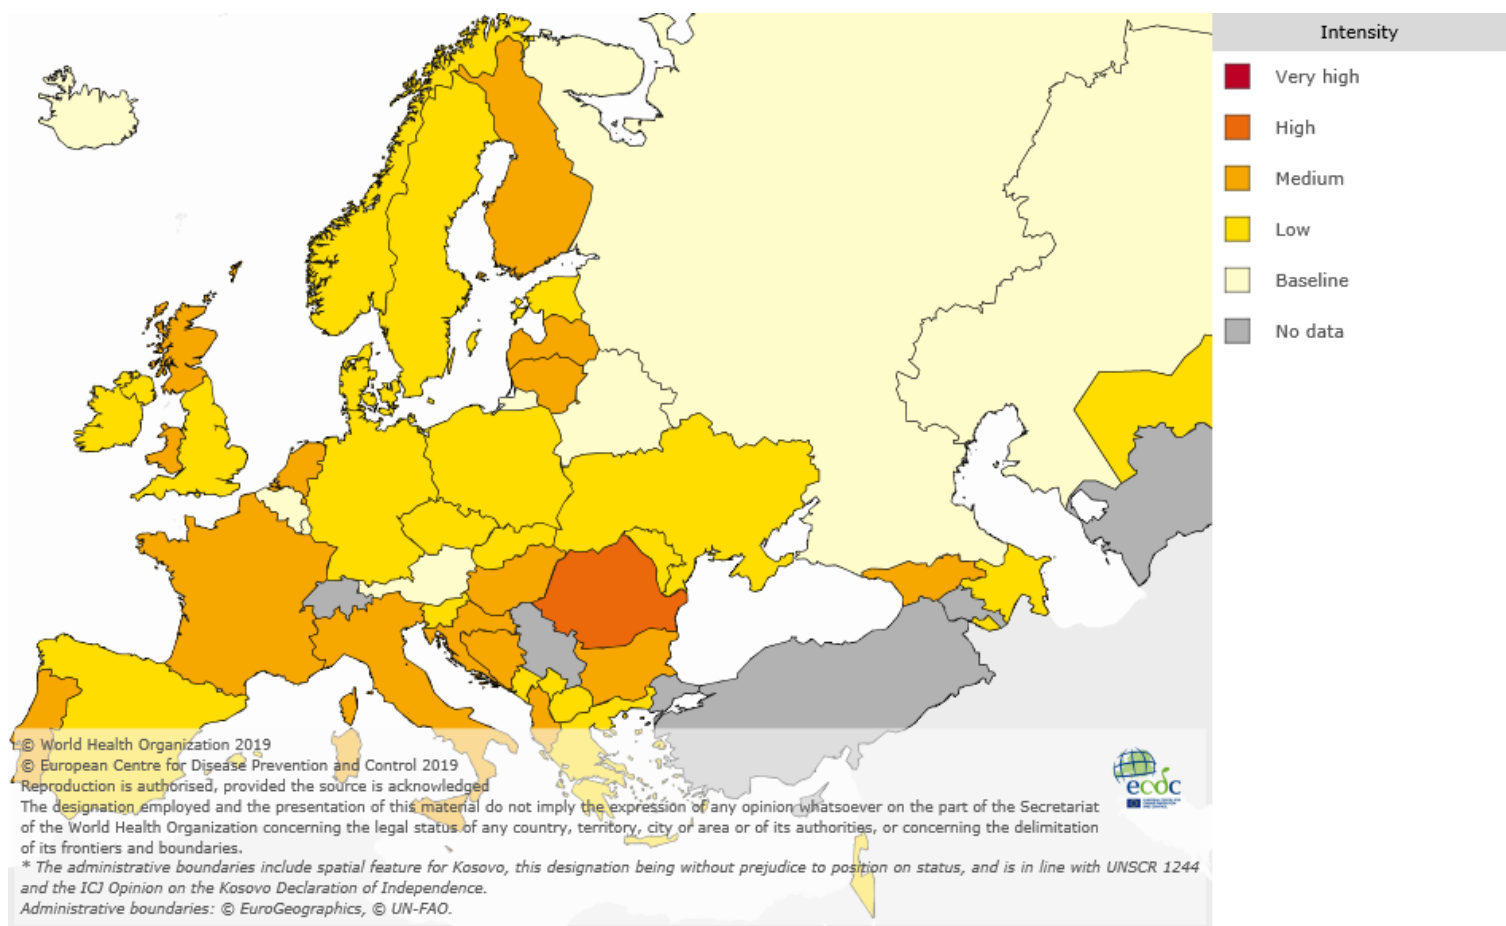 Intensity
Very high
High
Medium
Low
Baseline
No data
© World Health Organization 2019
© European Centre for Disease Prevention and Control 2019
Reproduction is authorised, provided the source is acknowledged
The designation employed and the presentation of this material do not imply the expression of any opinion whatsoever on the part of the Secretariat
of the World Health Organization concerning the legal status of any country, territory, city or area or of its authorities, or concerning the delimitation
of its frontiers and boundaries.
* The administrative boundaries include spatial feature for Kosovo, this designation being without prejudice to position on status, and is in line with UNSCR 1244
and the ICJ Opinion on the Kosovo Declaration of Independence.
Administrative boundaries: © EuroGeographics, © UN-FAO.
ecdc